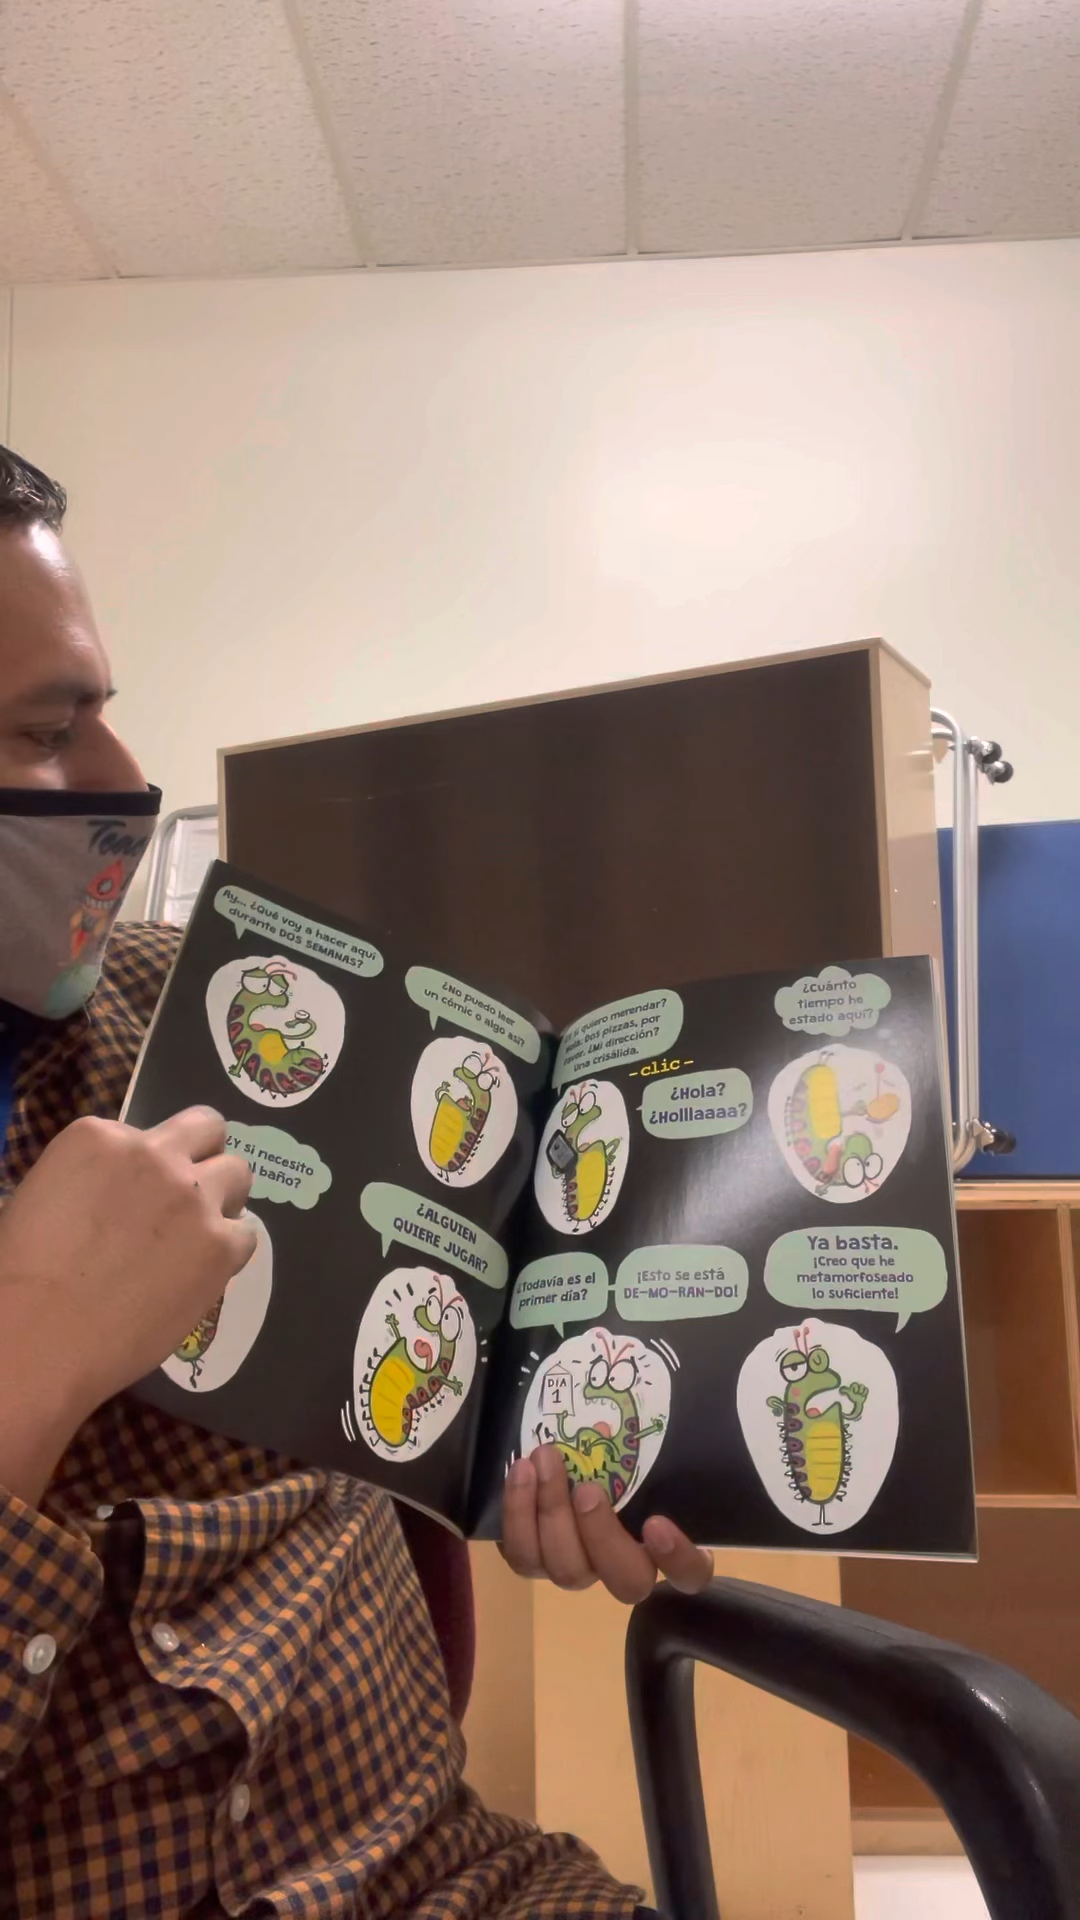 Ay... ¿Qué voy a hacer aquí
durante DOS SEMANAS?
¿No puedo leer
un cómic o algo así?
¿Y si necesito
baño?
¿ALGUIEN
QUIERE JUGAR?
si quiero merendar?
Hola: Dos pizzas, por
favor. ¿Mi dirección?
Una crisálida.
-clic-
¿Hola?
¿Holllaaaa?
¿Cuánto
tiempo he
estado aquí?
¿Todavía es el
primer día?
¡Esto se está
DE-MO-RAN-DO!
DÍA
1
Ya basta.
¡Creo que he
metamorfoseado
lo suficiente!